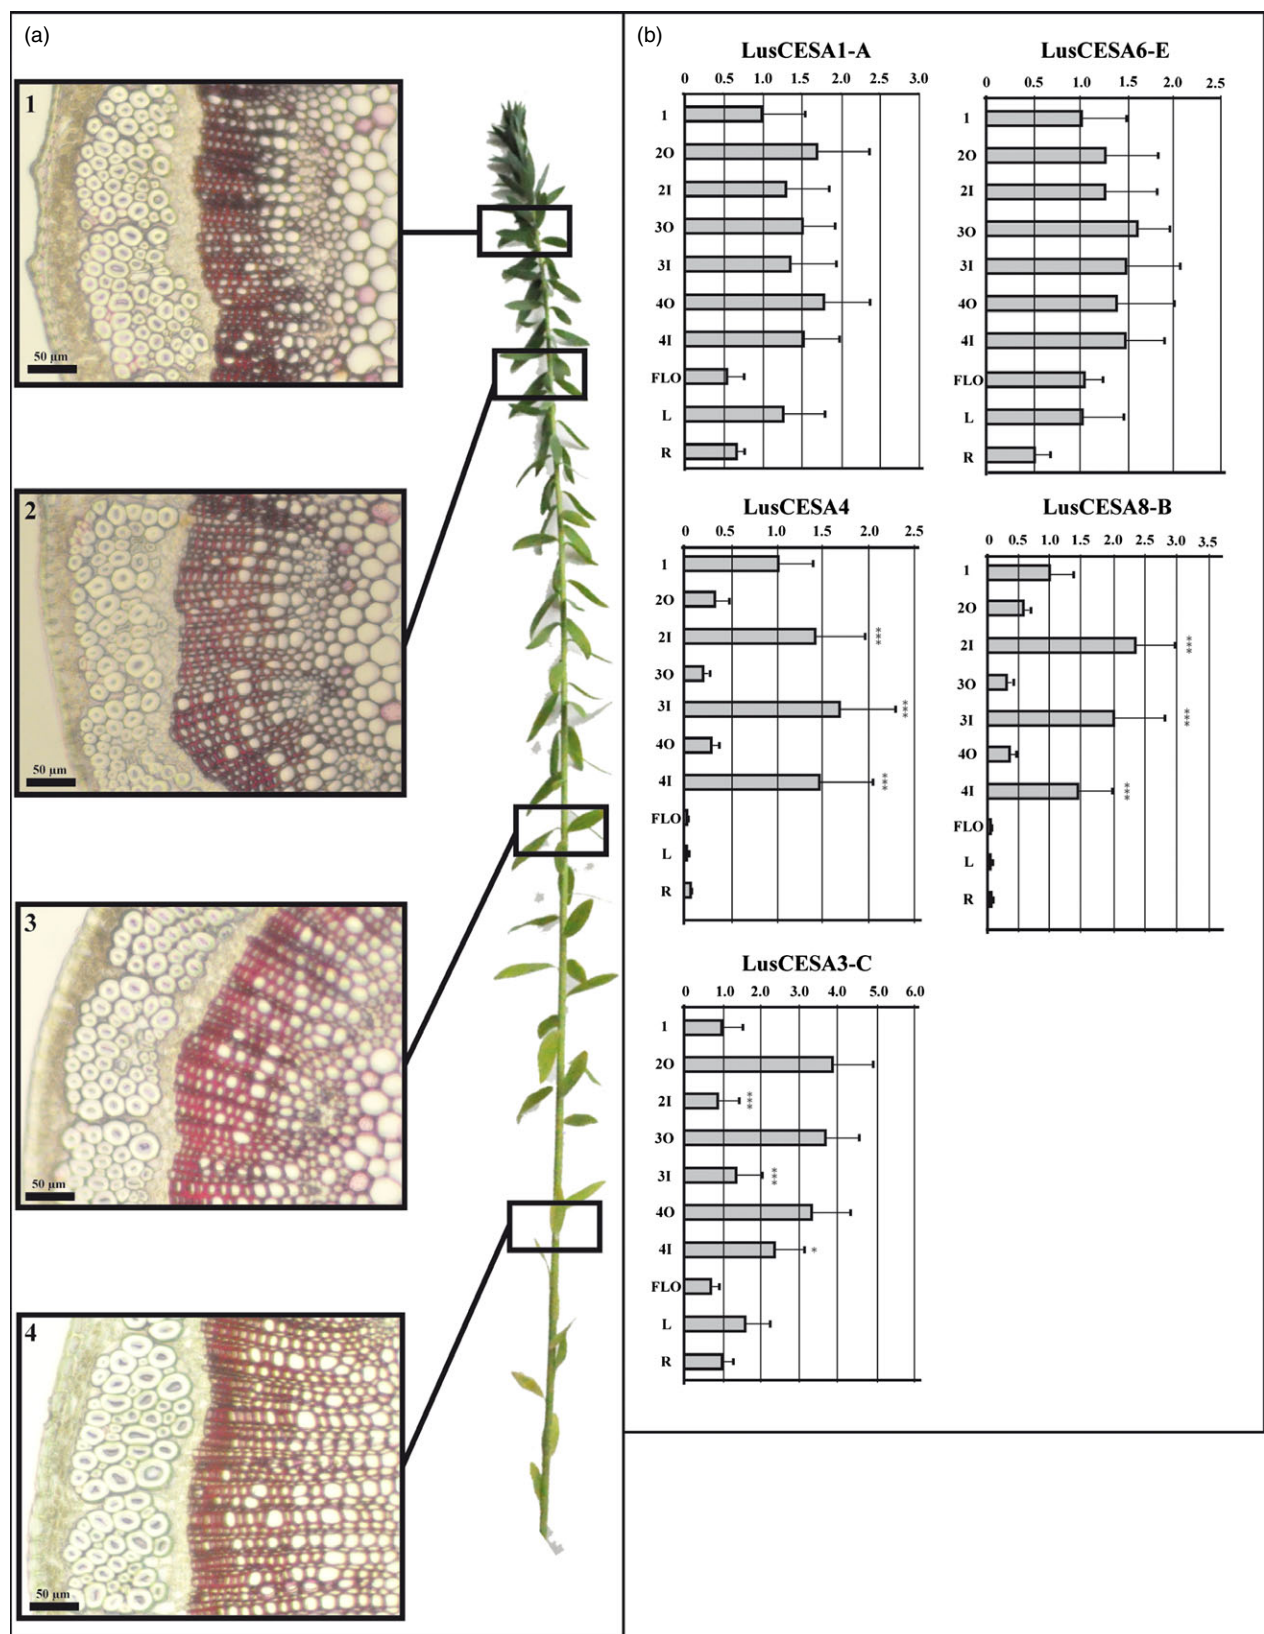 (a)
1
50 µm
2
50 µm
3
50 µm
4
50 µm
(b)
LusCESA1-A
0 0.5 1.0 1.5 2.0 2.5 3.0
1
2O
2I
3O
3I
4O
4I
FLO
L
R
LusCESA6-E
0 0.5 1.0 1.5 2.0 2.5
1
2O
2I
3O
3I
4O
4I
FLO
L
R
LusCESA4
0 0.5 1.0 1.5 2.0 2.5
1
2O
2I ***
3O
3I ***
4O
4I ***
FLO
L
R
LusCESA8-B
0 0.5 1.0 1.5 2.0 2.5 3.0 3.5
1
2O
2I ***
3O
3I ***
4O
4I ***
FLO
L
R
LusCESA3-C
0 1.0 2.0 3.0 4.0 5.0 6.0
1
2O
2I ***
3O
3I ***
4O
4I *
FLO
L
R